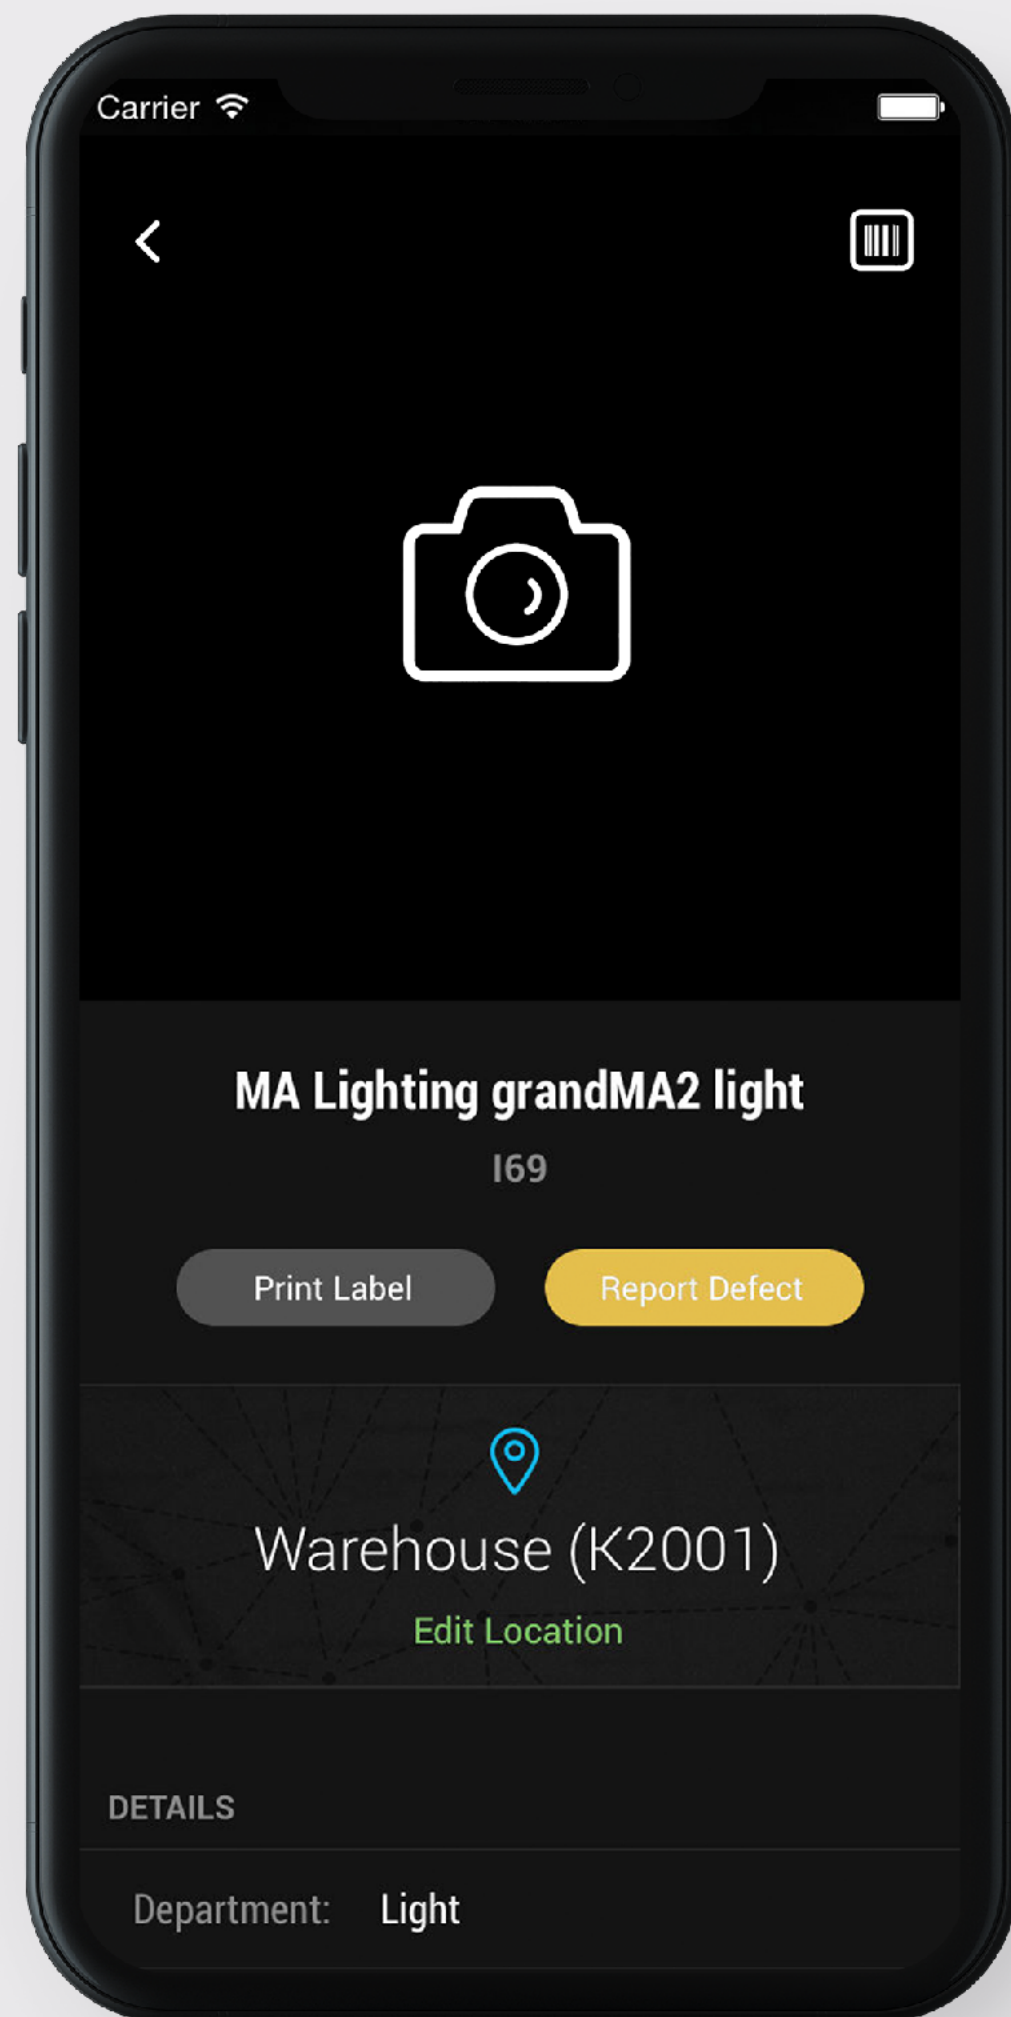 Carrier
MA Lighting grandMA2 light
I69
Print Label
Report Defect
Warehouse (K2001)
Edit Location
DETAILS
Department: Light